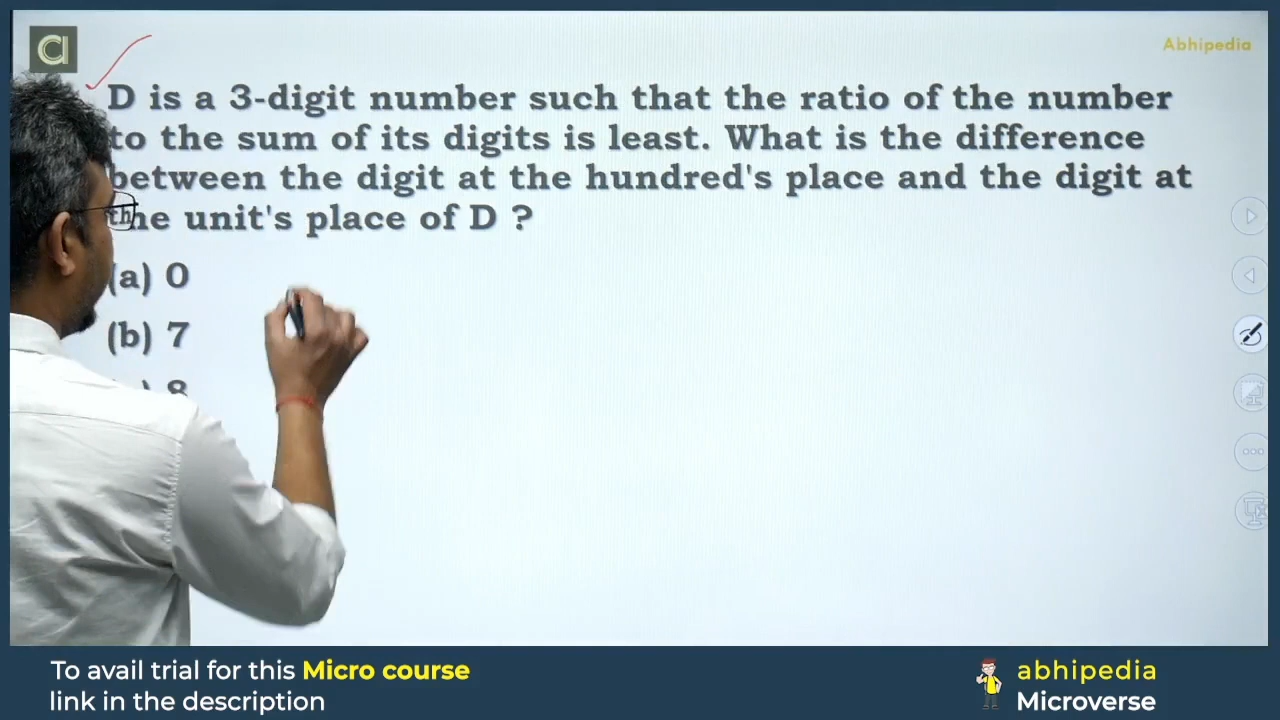 Abhipedia
D is a 3-digit number such that the ratio of the number
to the sum of its digits is least. What is the difference
between the digit at the hundred's place and the digit at
the unit's place of D ?
(a) 0
(b) 7
8
To avail trial for this Micro course
link in the description
abhipedia
Microverse